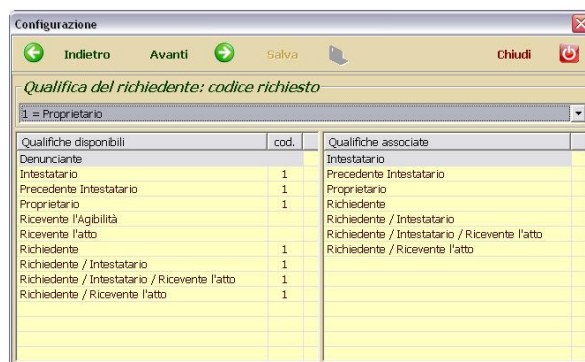 Configurazione
Indietro Avanti Salva Chiudi
Qualifica del richiedente: codice richiesto
1 = Proprietario
Qualifiche disponibili cod. Qualifiche associate
Denunciante Intestatario
Intestatario 1 Precedente Intestatario
Precedente Intestatario 1 Proprietario
Proprietario 1 Richiedente
Ricevente l'Agibilità Richiedente / Intestatario
Ricevente l'atto Richiedente / Intestatario / Ricevente l'atto
Richiedente 1 Richiedente / Ricevente l'atto
Richiedente / Intestatario 1
Richiedente / Intestatario / Ricevente l'atto 1
Richiedente / Ricevente l'atto 1